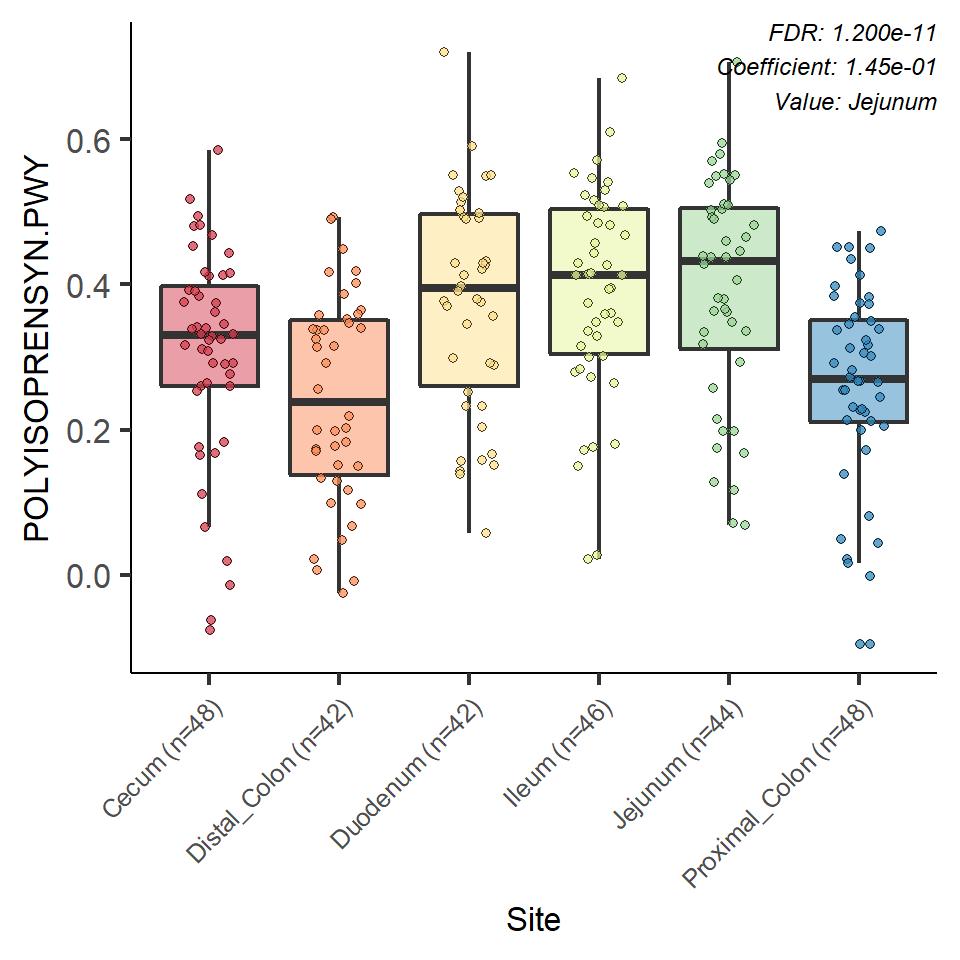 FDR: 1.200e-11
Coefficient: 1.45e-01
Value: Jejunum
POLYISOPRENSYN.PWY
0.6
0.4
0.2
0.0
Cecum (n=48)
Distal_Colon (n=42)
Duodenum (n=42)
Ileum (n=46)
Jejunum (n=44)
Proximal_Colon (n=48)
Site